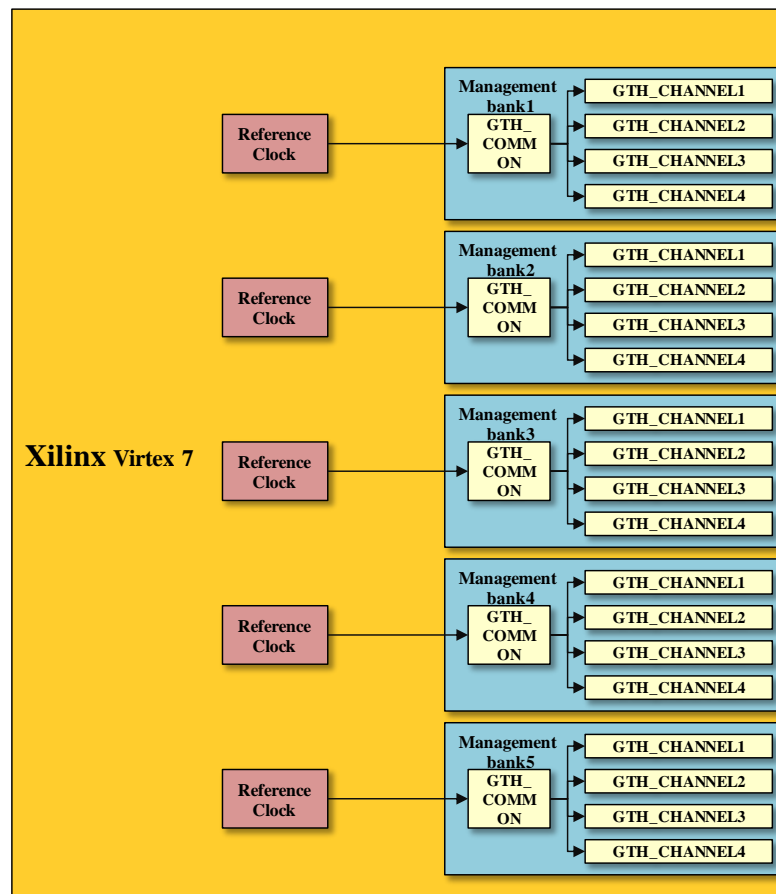 Management
bank1
GTH_
COMM
ON
GTH_CHANNEL1
GTH_CHANNEL2
GTH_CHANNEL3
GTH_CHANNEL4
Reference
Clock
Management
bank2
GTH_
COMM
ON
GTH_CHANNEL1
GTH_CHANNEL2
GTH_CHANNEL3
GTH_CHANNEL4
Reference
Clock
Xilinx Virtex 7
Management
bank3
GTH_
COMM
ON
GTH_CHANNEL1
GTH_CHANNEL2
GTH_CHANNEL3
GTH_CHANNEL4
Reference
Clock
Management
bank4
GTH_
COMM
ON
GTH_CHANNEL1
GTH_CHANNEL2
GTH_CHANNEL3
GTH_CHANNEL4
Reference
Clock
Management
bank5
GTH_
COMM
ON
GTH_CHANNEL1
GTH_CHANNEL2
GTH_CHANNEL3
GTH_CHANNEL4
Reference
Clock